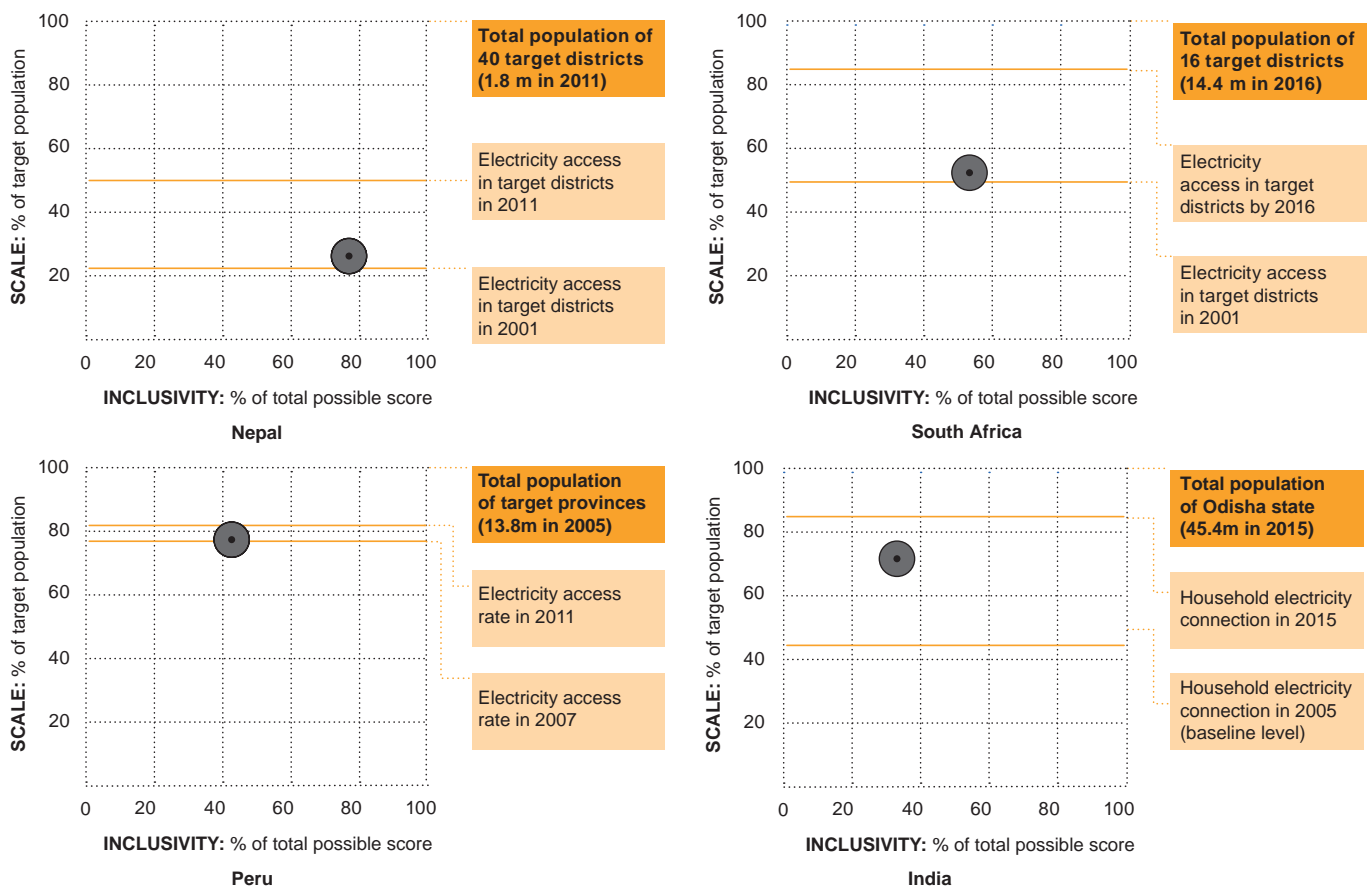 SCALE: % of target population
100
80
60
40
20
0
20
40
60
80
100
INCLUSIVITY: % of total possible score
Nepal
Total population of
40 target districts
(1.8 m in 2011)
Electricity access
in target districts
in 2011
Electricity access
in target districts
in 2001
SCALE: % of target population
100
80
60
40
20
0
20
40
60
80
100
INCLUSIVITY: % of total possible score
South Africa
Total population of
16 target districts
(14.4 m in 2016)
Electricity
access in target
districts by 2016
Electricity access
in target districts
in 2001
SCALE: % of target population
100
80
60
40
20
0
20
40
60
80
100
INCLUSIVITY: % of total possible score
Peru
Total population
of target provinces
(13.8m in 2005)
Electricity access
rate in 2011
Electricity access
rate in 2007
SCALE: % of target population
100
80
60
40
20
0
20
40
60
80
100
INCLUSIVITY: % of total possible score
India
Total population
of Odisha state
(45.4m in 2015)
Household electricity
connection in 2015
Household electricity
connection in 2005
(baseline level)